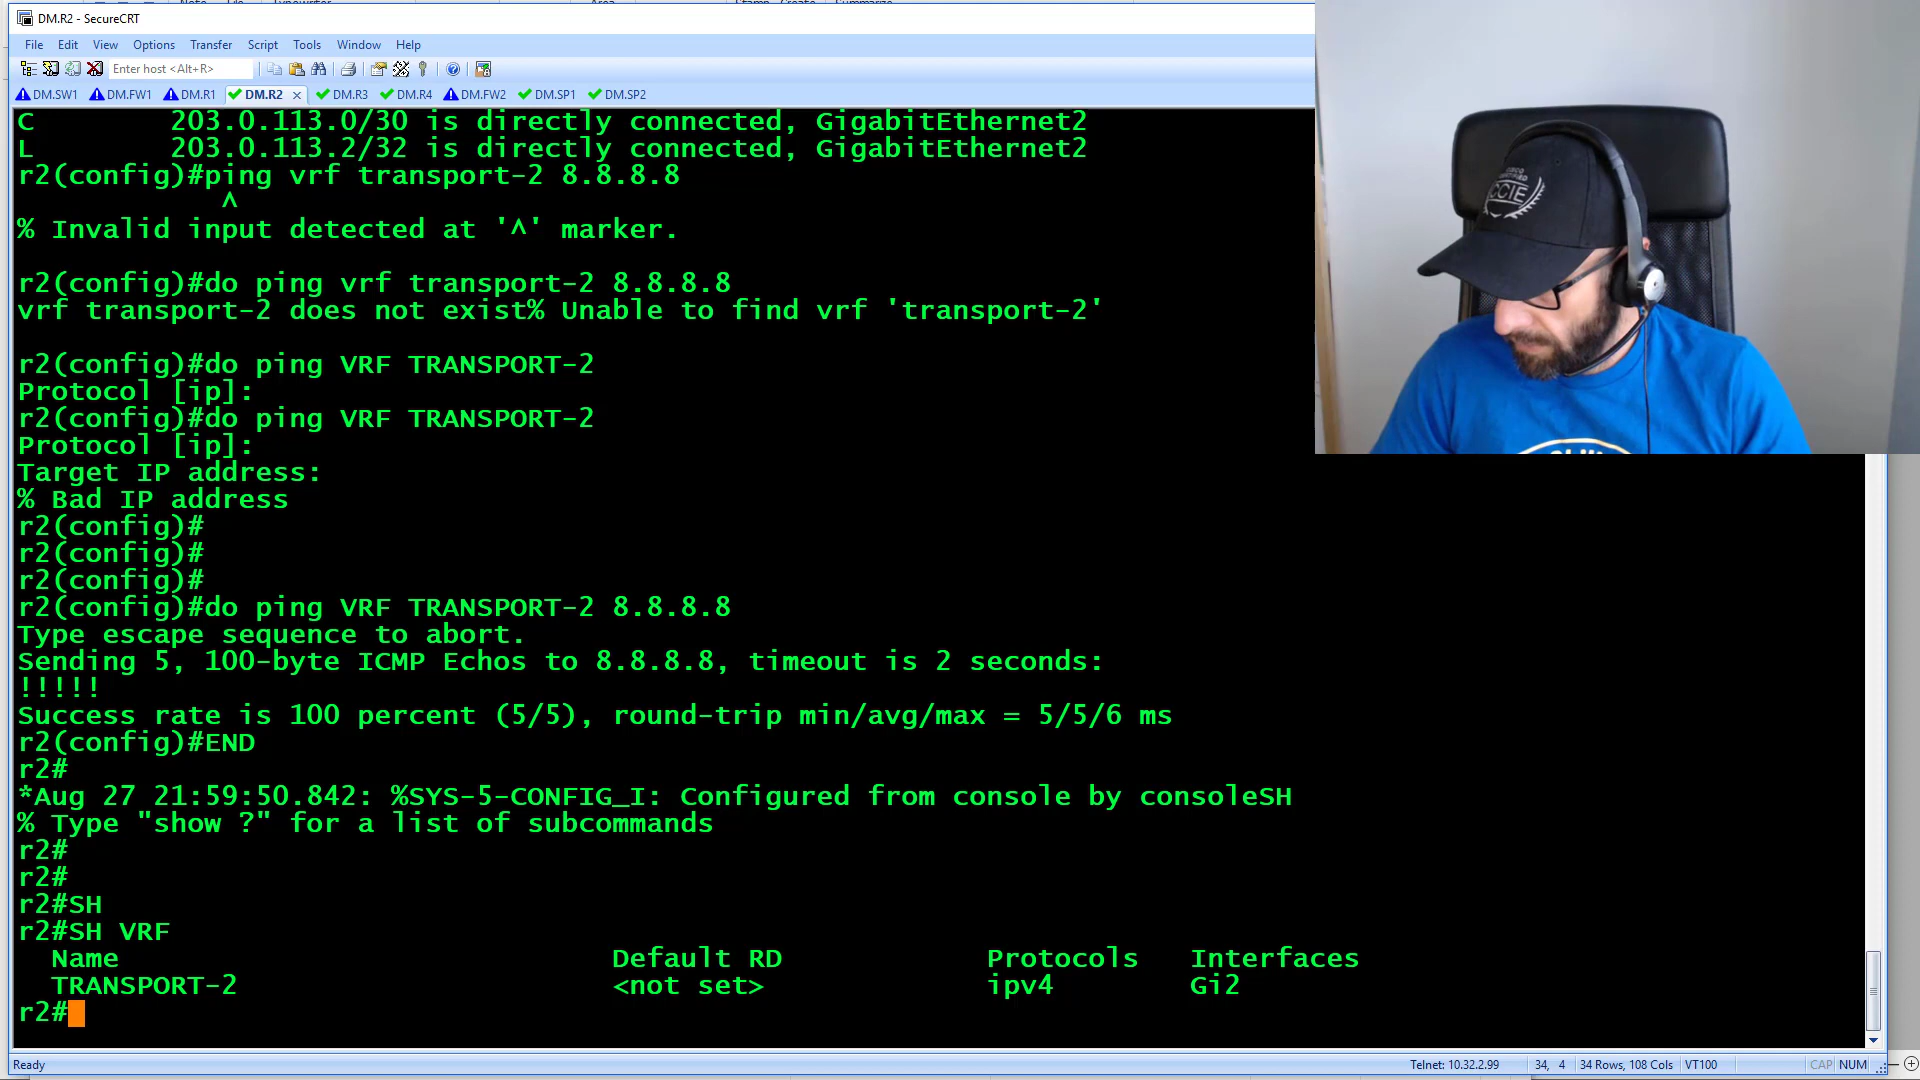 DM.R2 - SecureCRT
File Edit View Options Transfer Script Tools Window Help
Enter host <Alt+R>
DM.SW1 DM.FW1 DM.R1 DM.R2 DM.R3 DM.R4 DM.FW2 DM.SP1 DM.SP2
C        203.0.113.0/30 is directly connected, GigabitEthernet2
L        203.0.113.2/32 is directly connected, GigabitEthernet2
r2(config)#ping vrf transport-2 8.8.8.8
            ^
% Invalid input detected at '^' marker.
r2(config)#do ping vrf transport-2 8.8.8.8
vrf transport-2 does not exist% Unable to find vrf 'transport-2'
r2(config)#do ping VRF TRANSPORT-2
Protocol [ip]:
r2(config)#do ping VRF TRANSPORT-2
Protocol [ip]:
Target IP address:
% Bad IP address
r2(config)#
r2(config)#
r2(config)#
r2(config)#do ping VRF TRANSPORT-2 8.8.8.8
Type escape sequence to abort.
Sending 5, 100-byte ICMP Echos to 8.8.8.8, timeout is 2 seconds:
!!!!!
Success rate is 100 percent (5/5), round-trip min/avg/max = 5/5/6 ms
r2(config)#END
r2#
*Aug 27 21:59:50.842: %SYS-5-CONFIG_I: Configured from console by consoleSH
% Type "show ?" for a list of subcommands
r2#
r2#
r2#SH
r2#SH VRF
  Name                             Default RD            Protocols   Interfaces
  TRANSPORT-2                      <not set>             ipv4        Gi2
r2#
Ready Telnet: 10.32.2.99 34, 4 34 Rows, 108 Cols VT100 CAP NUM
CCIE